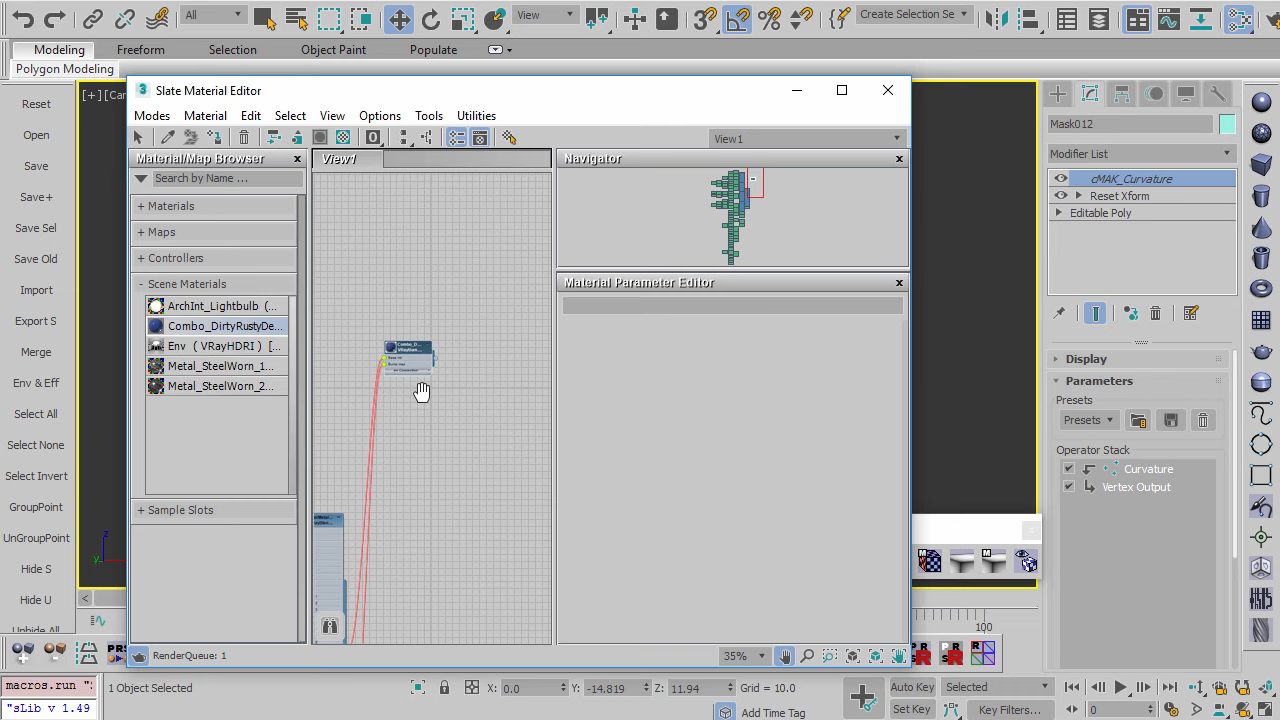 All
View
Create Selection Se
Modeling
Freeform
Selection
Object Paint
Populate
Polygon Modeling
Reset
Open
Save
Save+
Save Sel
Save Old
Import
Export S
Merge
Ever Mat
Select All
Select None
Select Invert
GroupPoint
UnGroupPoint
Hide S
Hide U
[+][Car
3 Slate Material Editor
Modes Material Edit Select View Options Tools Utilities
View1
Material/Map Browser
Search by Name ...
+ Materials
+ Maps
+ Controllers
- Scene Materials
ArchInt_Lightbulb (...
Combo_DirtyRustyDe...
Env ( VRayHDRI ) [...
Metal_SteelWorn_1...
Metal_SteelWorn_2...
+ Sample Slots
View1
Combo_D...
Navigator
Material Parameter Editor
RenderQueue: 1
35%
Mask012
Modifier List
cMAK_Curvature
Reset Xform
Editable Poly
Display
Parameters
Presets
Presets
Operator Stack
Curvature
Vertex Output
z
y
100
PRS
macros.run "
"sLib v 1.49
1 Object Selected
X: 0.0
Y: -14.819
Z: 11.94
Grid = 10.0
Add Time Tag
Auto Key
Selected
Set Key
Key Filters...
0